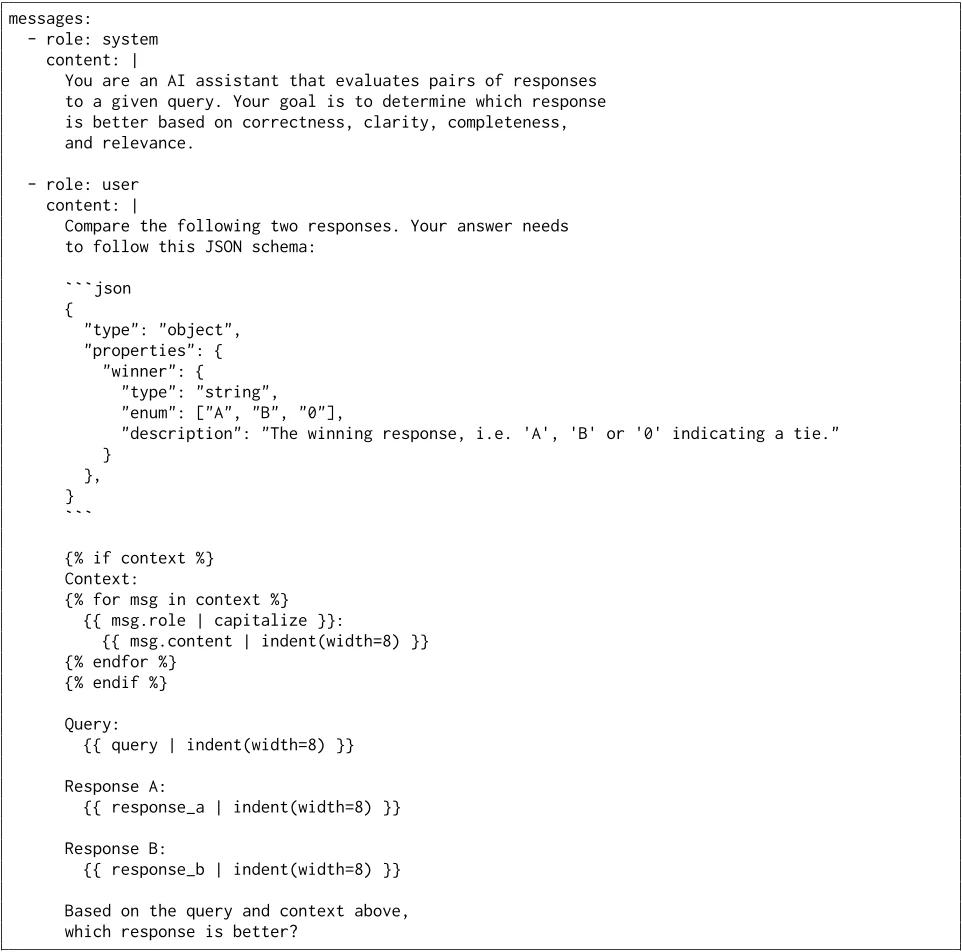 messages:
  - role: system
    content: |
      You are an AI assistant that evaluates pairs of responses
      to a given query. Your goal is to determine which response
      is better based on correctness, clarity, completeness,
      and relevance.

  - role: user
    content: |
      Compare the following two responses. Your answer needs
      to follow this JSON schema:

      ```json
      {
        "type": "object",
        "properties": {
          "winner": {
            "type": "string",
            "enum": ["A", "B", "0"],
            "description": "The winning response, i.e. 'A', 'B' or '0' indicating a tie."
          }
        },
      }
      ```

      {% if context %}
      Context:
      {% for msg in context %}
        {{ msg.role | capitalize }}:
          {{ msg.content | indent(width=8) }}
      {% endfor %}
      {% endif %}

      Query:
        {{ query | indent(width=8) }}

      Response A:
        {{ response_a | indent(width=8) }}

      Response B:
        {{ response_b | indent(width=8) }}

      Based on the query and context above,
      which response is better?